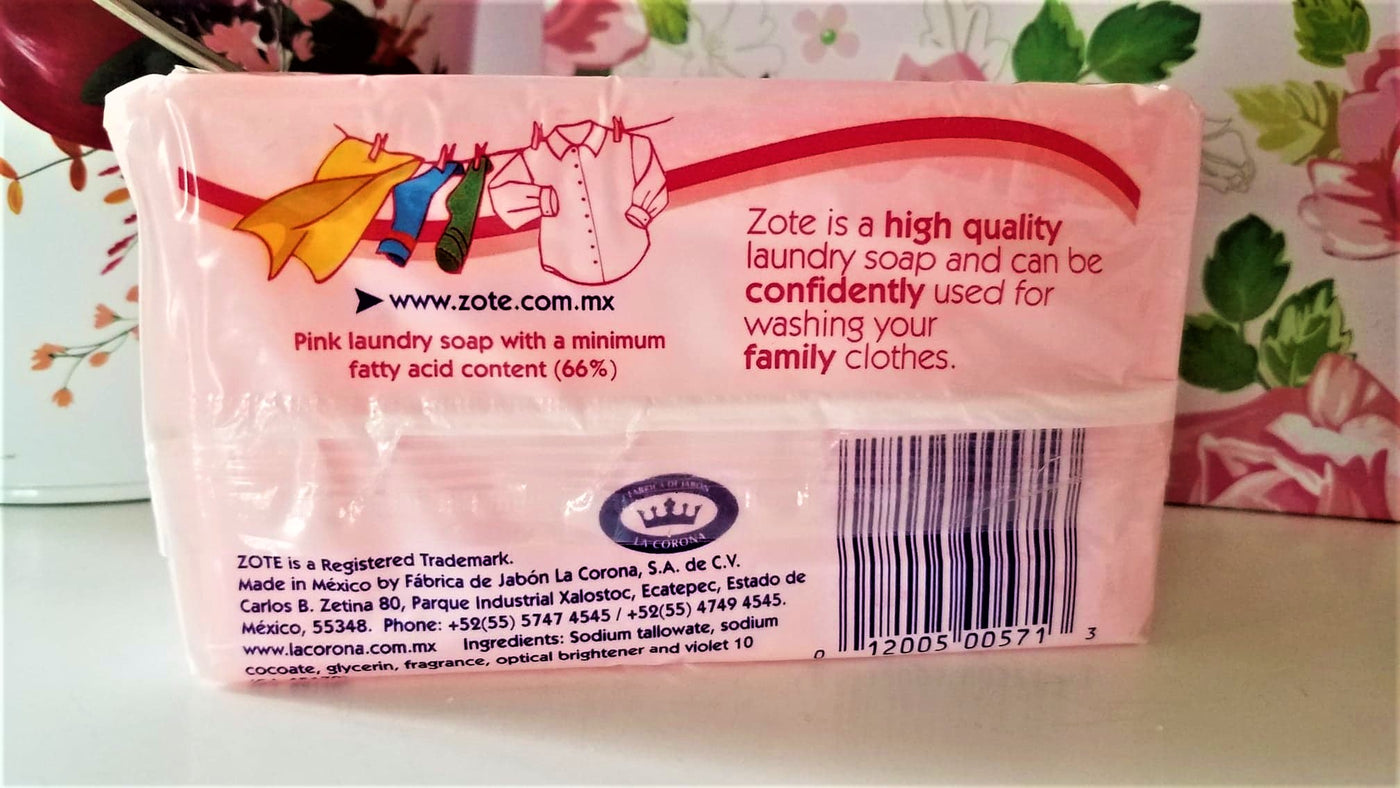 www.zote.com.mx
Pink laundry soap with a minimum
fatty acid content (66%)
Zote is a high quality
laundry soap and can be
confidently used for
washing your
family clothes.
FABRICA DE JABON
LA CORONA
ZOTE is a Registered Trademark.
Made in México by Fábrica de Jabón La Corona, S.A. de C.V.
Carlos B. Zetina 80, Parque Industrial Xalostoc, Ecatepec, Estado de
México, 55348. Phone: +52(55) 5747 4545 / +52(55) 4749 4545.
www.lacorona.com.mx Ingredients: Sodium tallowate, sodium
cocoate, glycerin, fragrance, optical brightener and violet 10
0 12005 00571 3